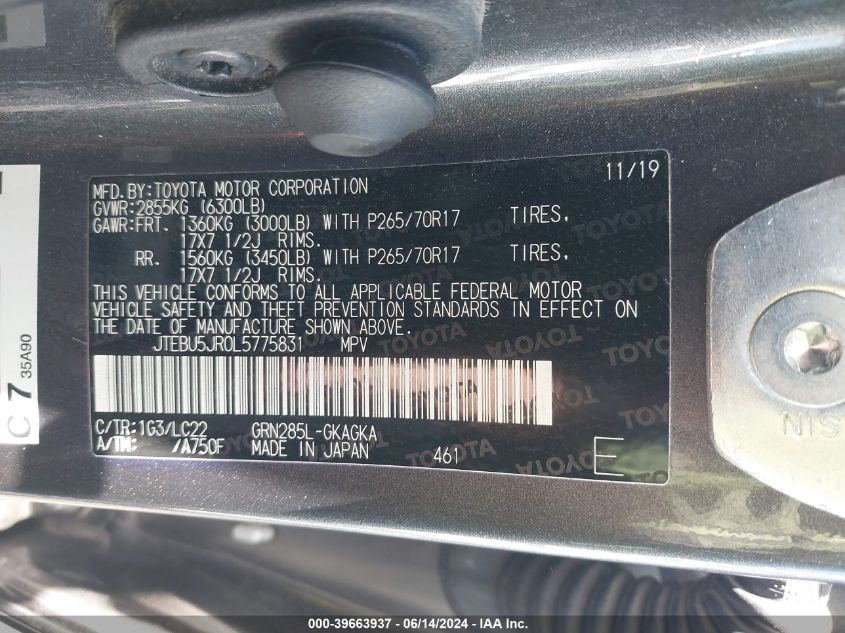 11/19
MFD. BY:TOYOTA MOTOR CORPORATION
GVWR:2855KG (6300LB)
GAWR:FRT. 1360KG (3000LB) WITH P265/70R17 TIRES,
17X7 1/2J RIMS.
RR. 1560KG (3450LB) WITH P265/70R17 TIRES,
17X7 1/2J RIMS.
THIS VEHICLE CONFORMS TO ALL APPLICABLE FEDERAL MOTOR
VEHICLE SAFETY AND THEFT PREVENTION STANDARDS IN EFFECT ON
THE DATE OF MANUFACTURE SHOWN ABOVE.
JTEBU5JR0L5775831 MPV
C/TR:1G3/LC22 GRN285L-GKAGKA
A/TM: /A750F MADE IN JAPAN 461 E
C7
35A90
NIS
000-39663937 - 06/14/2024 - IAA Inc.